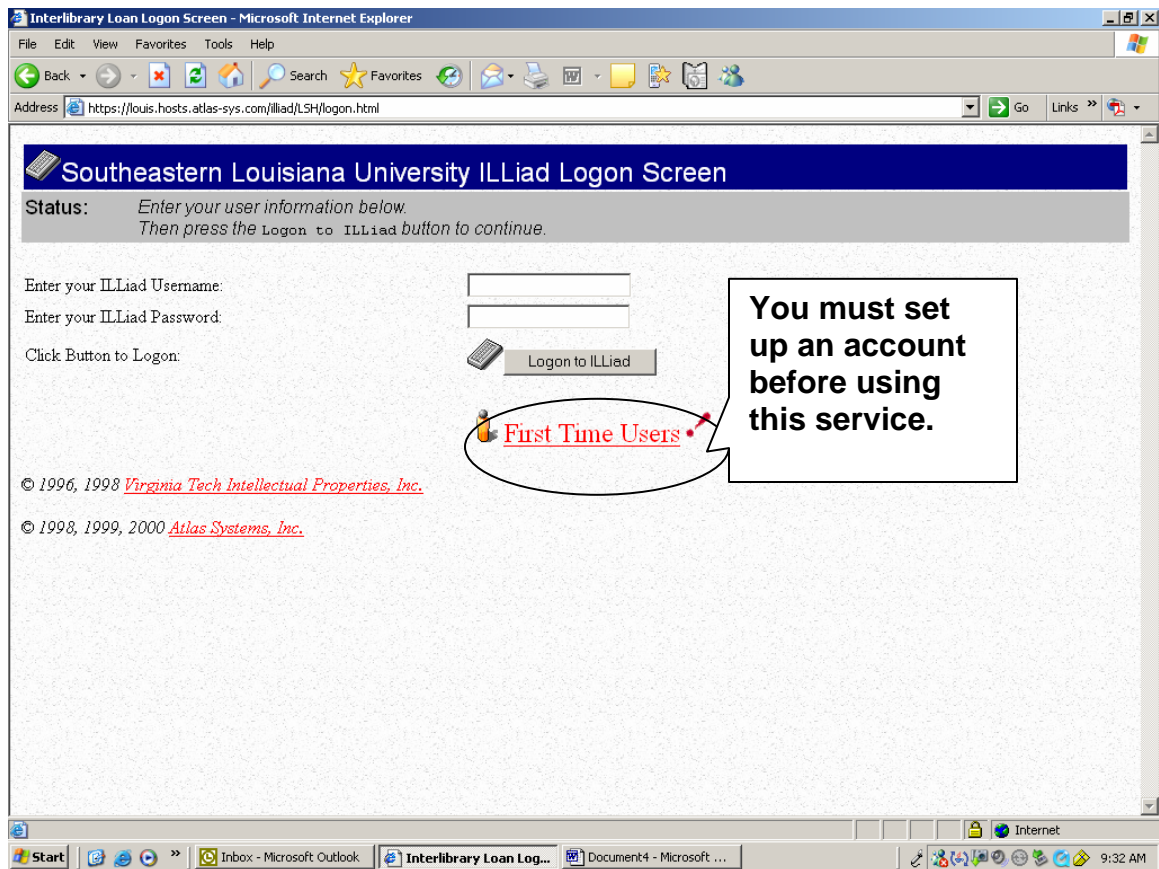 Interlibrary Loan Logon Screen - Microsoft Internet Explorer
File Edit View Favorites Tools Help
Back Search Favorites
Address https://louis.hosts.atlas-sys.com/illiad/LSH/logon.html Go Links »
Southeastern Louisiana University ILLiad Logon Screen
Status: Enter your user information below.
Then press the Logon to ILLiad button to continue.
Enter your ILLiad Username:
Enter your ILLiad Password:
Click Button to Logon:
Logon to ILLiad
You must set
up an account
before using
this service.
First Time Users
© 1996, 1998 Virginia Tech Intellectual Properties, Inc.
© 1998, 1999, 2000 Atlas Systems, Inc.
Internet
Start » Inbox - Microsoft Outlook Interlibrary Loan Log... Document4 - Microsoft ... 9:32 AM